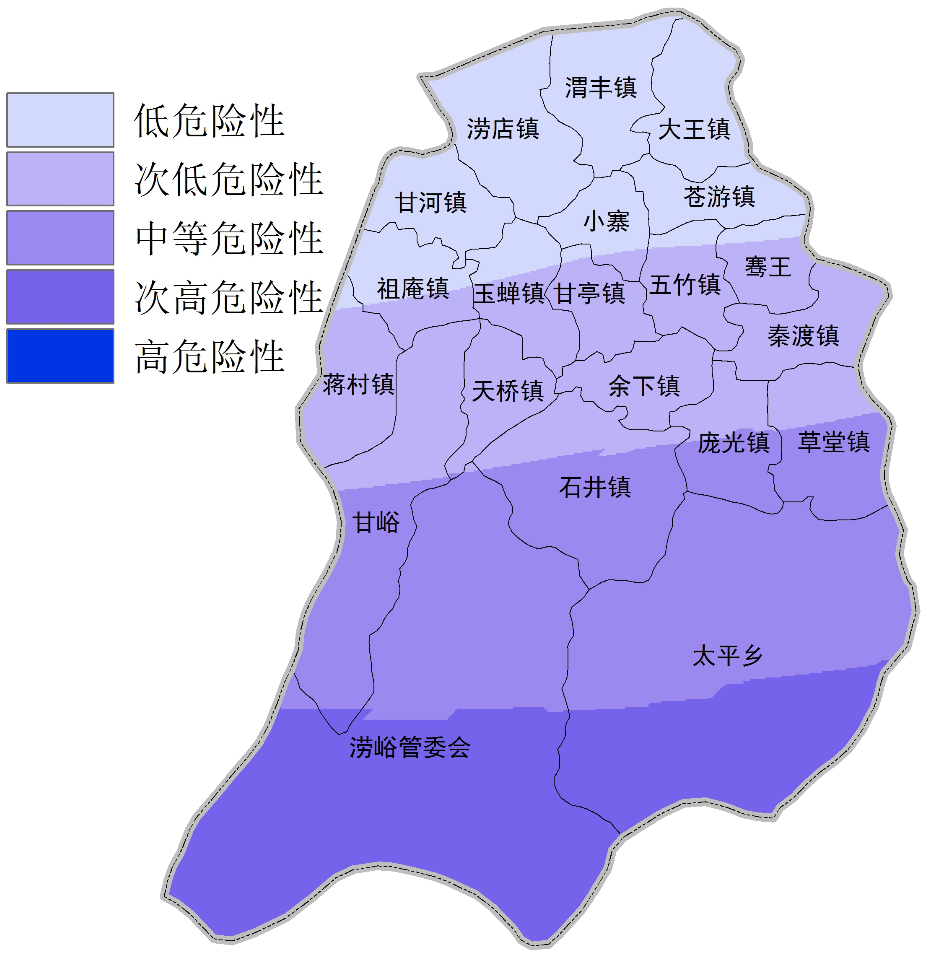 低危险性
次低危险性
中等危险性
次高危险性
高危险性
渭丰镇
涝店镇
大王镇
苍游镇
甘河镇
小寨
骞王
祖庵镇
玉蝉镇
甘亭镇
五竹镇
秦渡镇
蒋村镇
天桥镇
余下镇
庞光镇
草堂镇
石井镇
甘峪
太平乡
涝峪管委会